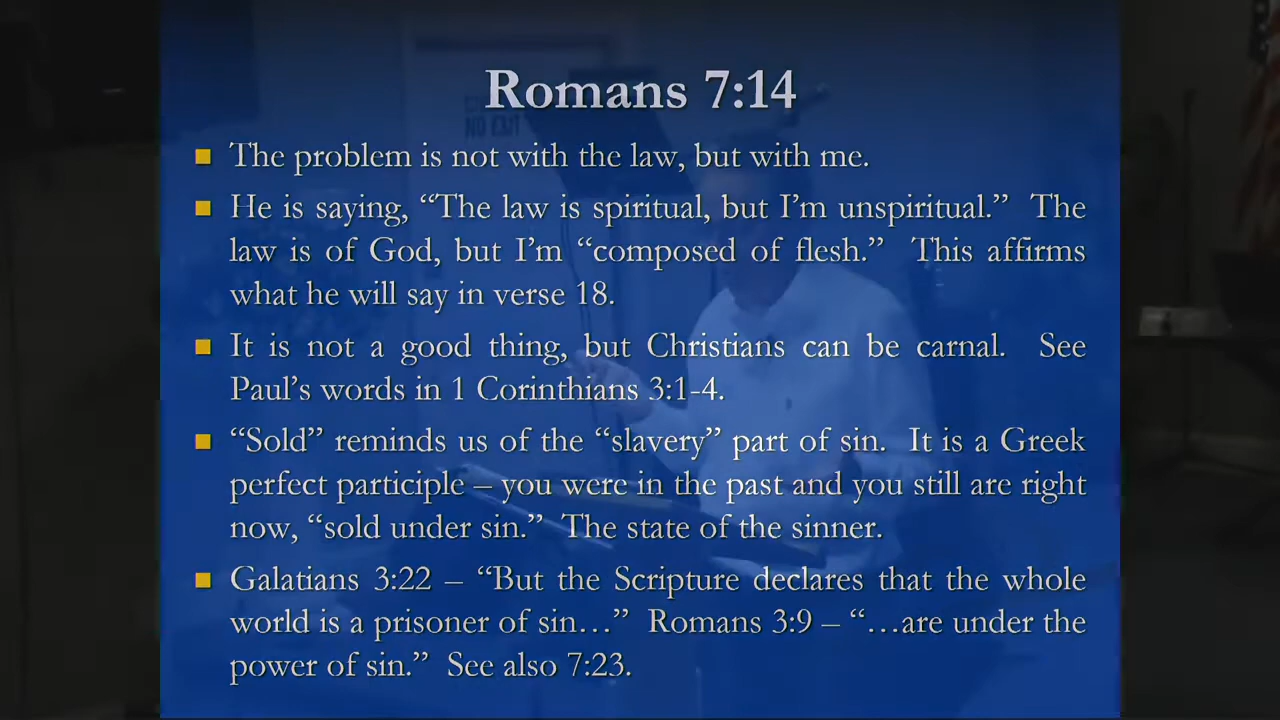 Romans 7:14
The problem is not with the law, but with me.
He is saying, “The law is spiritual, but I’m unspiritual.” The
law is of God, but I’m “composed of flesh.” This affirms
what he will say in verse 18.
It is not a good thing, but Christians can be carnal. See
Paul’s words in 1 Corinthians 3:1-4.
“Sold” reminds us of the “slavery” part of sin. It is a Greek
perfect participle – you were in the past and you still are right
now, “sold under sin.” The state of the sinner.
Galatians 3:22 – “But the Scripture declares that the whole
world is a prisoner of sin…” Romans 3:9 – “…are under the
power of sin.” See also 7:23.
NO EXIT